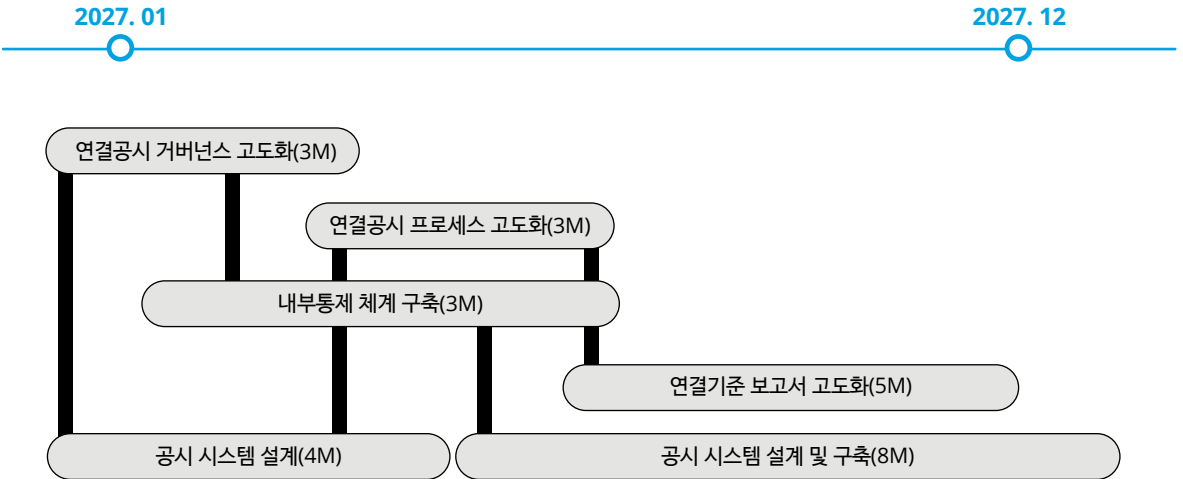 2027. 01
2027. 12
연결공시 거버넌스 고도화(3M)
연결공시 프로세스 고도화(3M)
내부통제 체계 구축(3M)
연결기준 보고서 고도화(5M)
공시 시스템 설계(4M)
공시 시스템 설계 및 구축(8M)